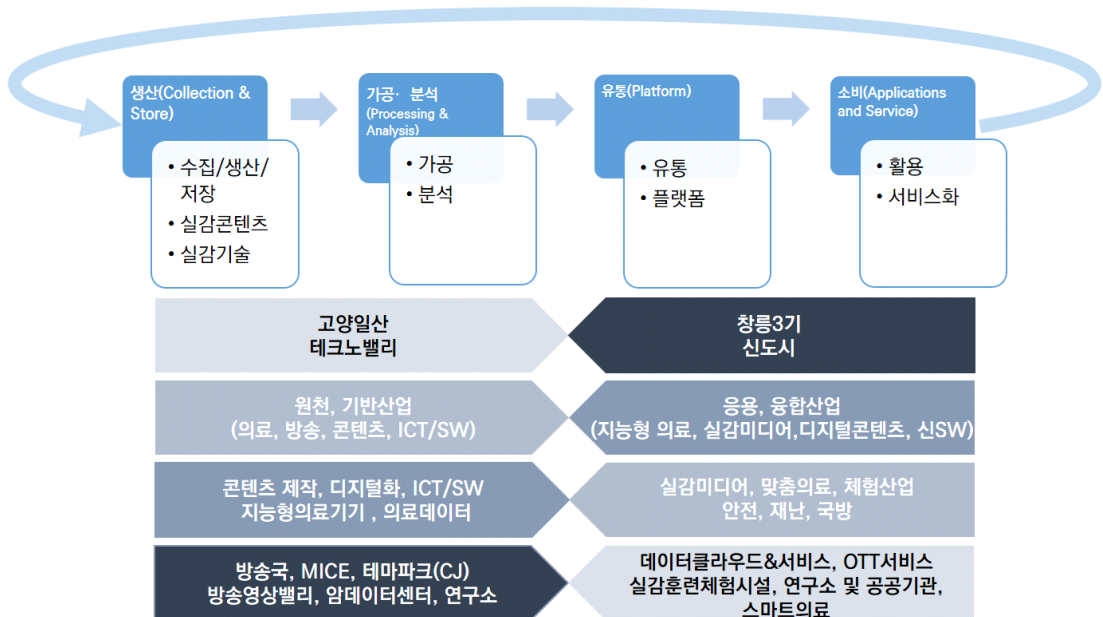 생산(Collection &
Store)
• 수집/생산/
저장
• 실감콘텐츠
• 실감기술
가공· 분석
(Processing &
Analysis)
• 가공
• 분석
유통(Platform)
• 유통
• 플랫폼
소비(Applications
and Service)
• 활용
• 서비스화
고양일산
테크노밸리
창릉3기
신도시
원천, 기반산업
(의료, 방송, 콘텐츠, ICT/SW)
응용, 융합산업
(지능형 의료, 실감미디어,디지털콘텐츠, 신SW)
콘텐츠 제작, 디지털화, ICT/SW
지능형의료기기 , 의료데이터
실감미디어, 맞춤의료, 체험산업
안전, 재난, 국방
방송국, MICE, 테마파크(CJ)
방송영상밸리, 암데이터센터, 연구소
데이터클라우드&서비스, OTT서비스
실감훈련체험시설, 연구소 및 공공기관,
스마트의료